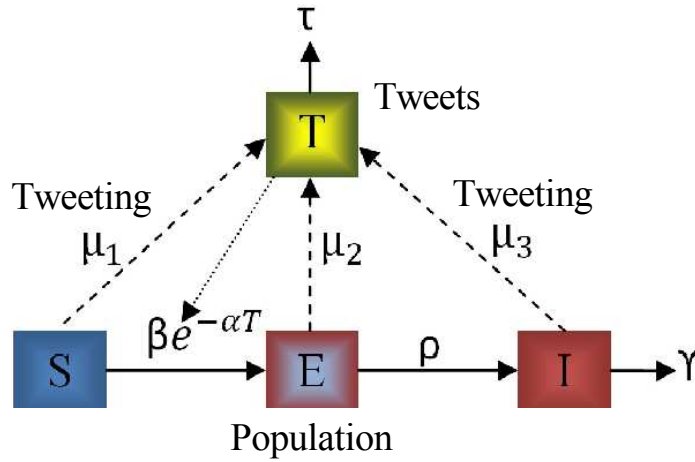 τ
T
Tweets
Tweeting
Tweeting
μ₁
μ₂
μ₃
βe^{-αT}
S
E
ρ
I
γ
Population